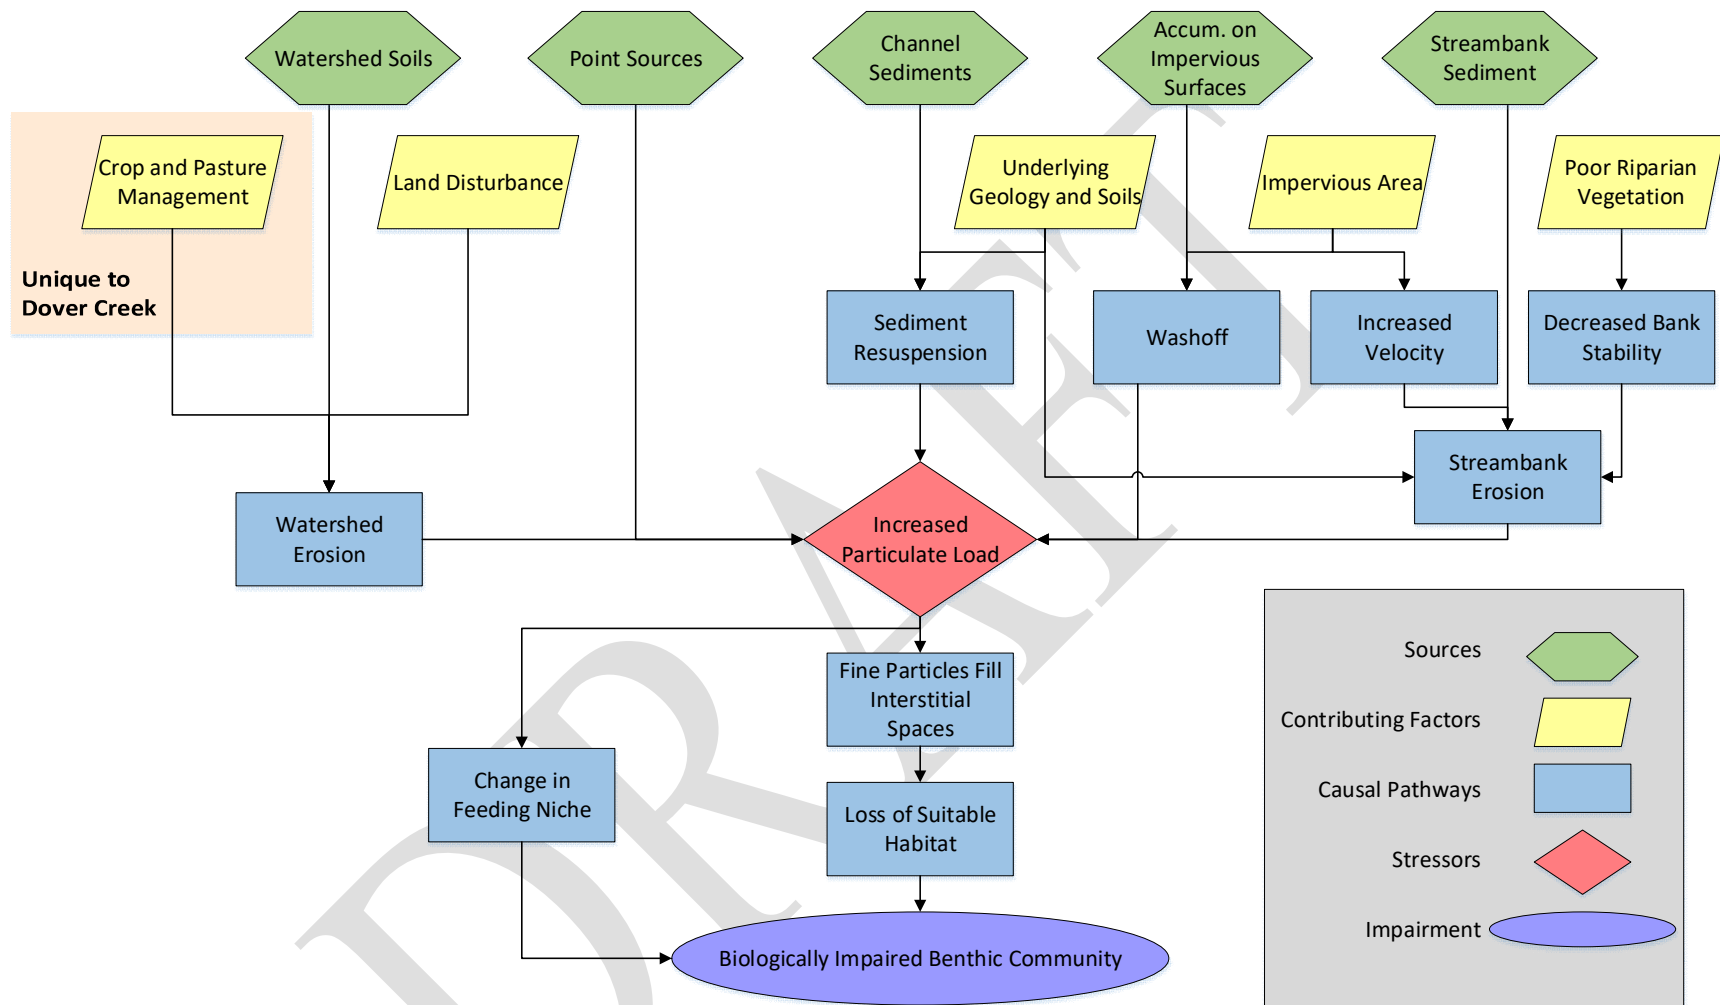 Watershed Soils
Point Sources
Channel
Sediments
Accum. on
Impervious
Surfaces
Streambank
Sediment
Crop and Pasture
Management
Land Disturbance
Underlying
Geology and Soils
Impervious Area
Poor Riparian
Vegetation
Unique to
Dover Creek
Sediment
Resuspension
Washoff
Increased
Velocity
Decreased Bank
Stability
Streambank
Erosion
Watershed
Erosion
Increased
Particulate Load
Fine Particles Fill
Interstitial
Spaces
Change in
Feeding Niche
Loss of Suitable
Habitat
Biologically Impaired Benthic Community
Sources
Contributing Factors
Causal Pathways
Stressors
Impairment
DRAFT